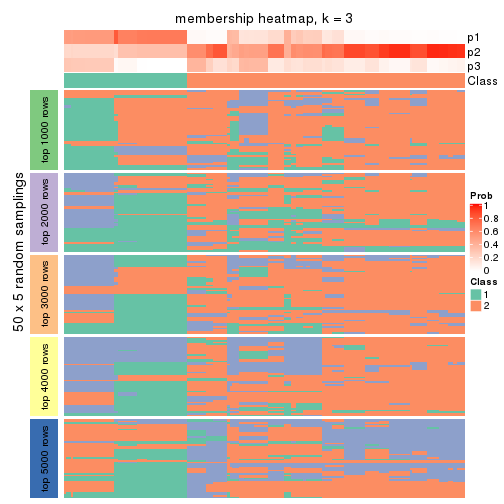 membership heatmap, k = 3
p1
p2
p3
Class
50 x 5 random samplings
top 1000 rows
top 2000 rows
top 3000 rows
top 4000 rows
top 5000 rows
Prob
1
0.8
0.6
0.4
0.2
0
Class
1
2